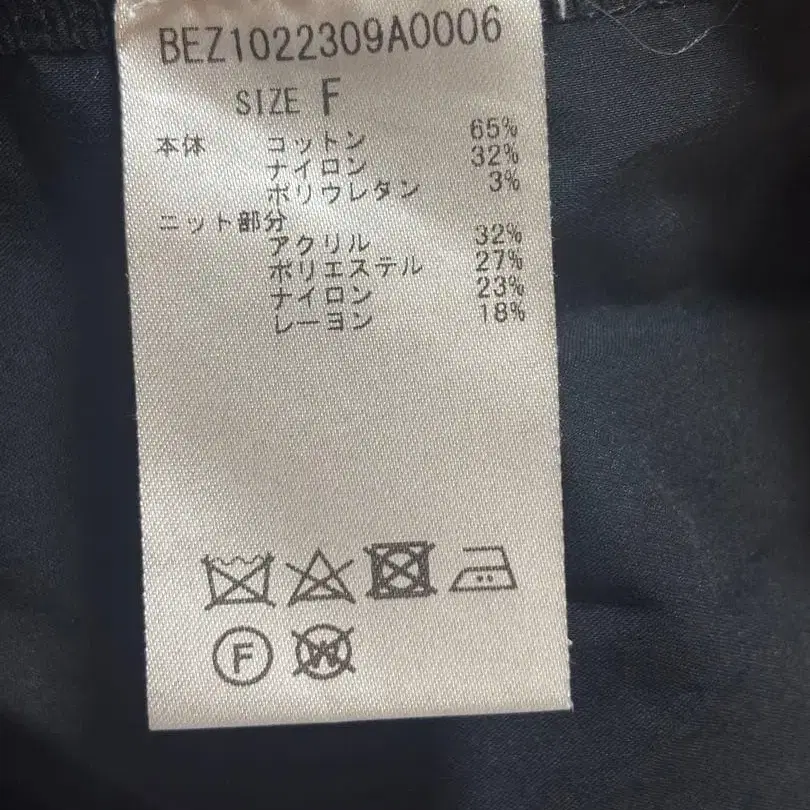 BEZ1022309A0006
SIZE F
本体 コットン 65%
ナイロン 32%
ポリウレタン 3%
ニット部分
アクリル 32%
ポリエステル 27%
ナイロン 23%
レーヨン 18%
F W